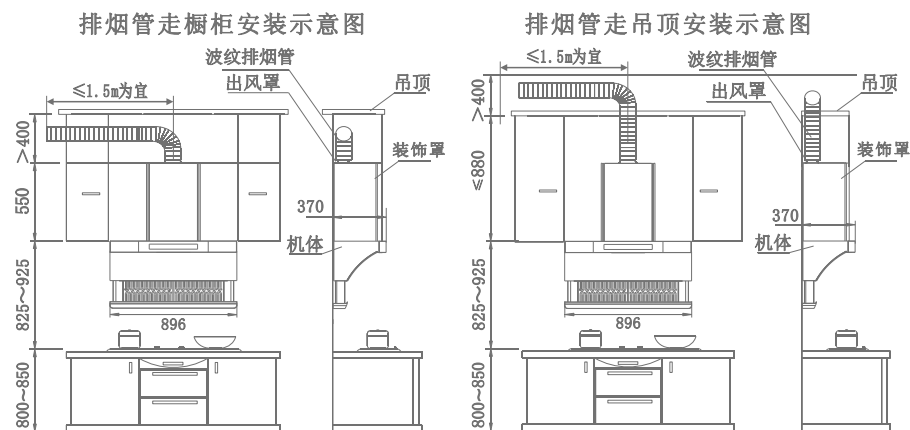 排烟管走橱柜安装示意图
波纹排烟管
≤1.5m为宜
出风罩
吊顶
>400
装饰罩
550
370
机体
825~925
896
800~850
排烟管走吊顶安装示意图
≤1.5m为宜
波纹排烟管
>400
出风罩
吊顶
≤880
装饰罩
370
机体
825~925
896
800~850